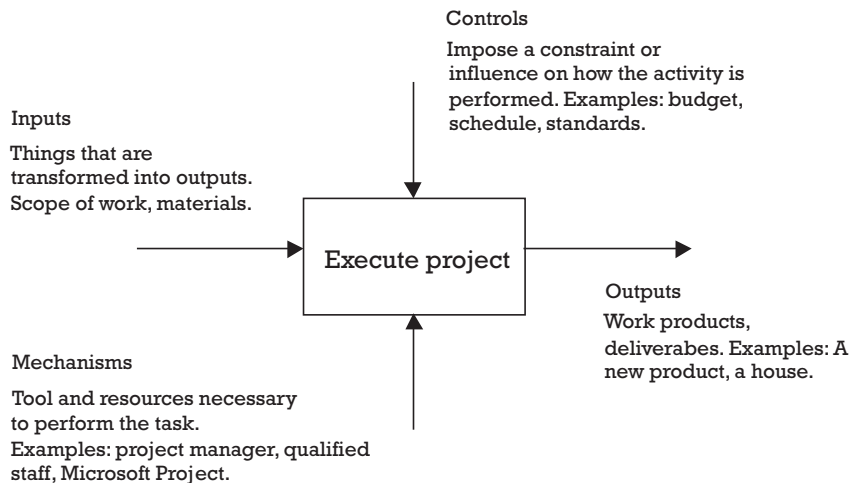 Controls
Impose a constraint or
influence on how the activity is
performed. Examples: budget,
schedule, standards.
Inputs
Things that are
transformed into outputs.
Scope of work, materials.
Execute project
Outputs
Work products,
deliverabes. Examples: A
new product, a house.
Mechanisms
Tool and resources necessary
to perform the task.
Examples: project manager, qualified
staff, Microsoft Project.